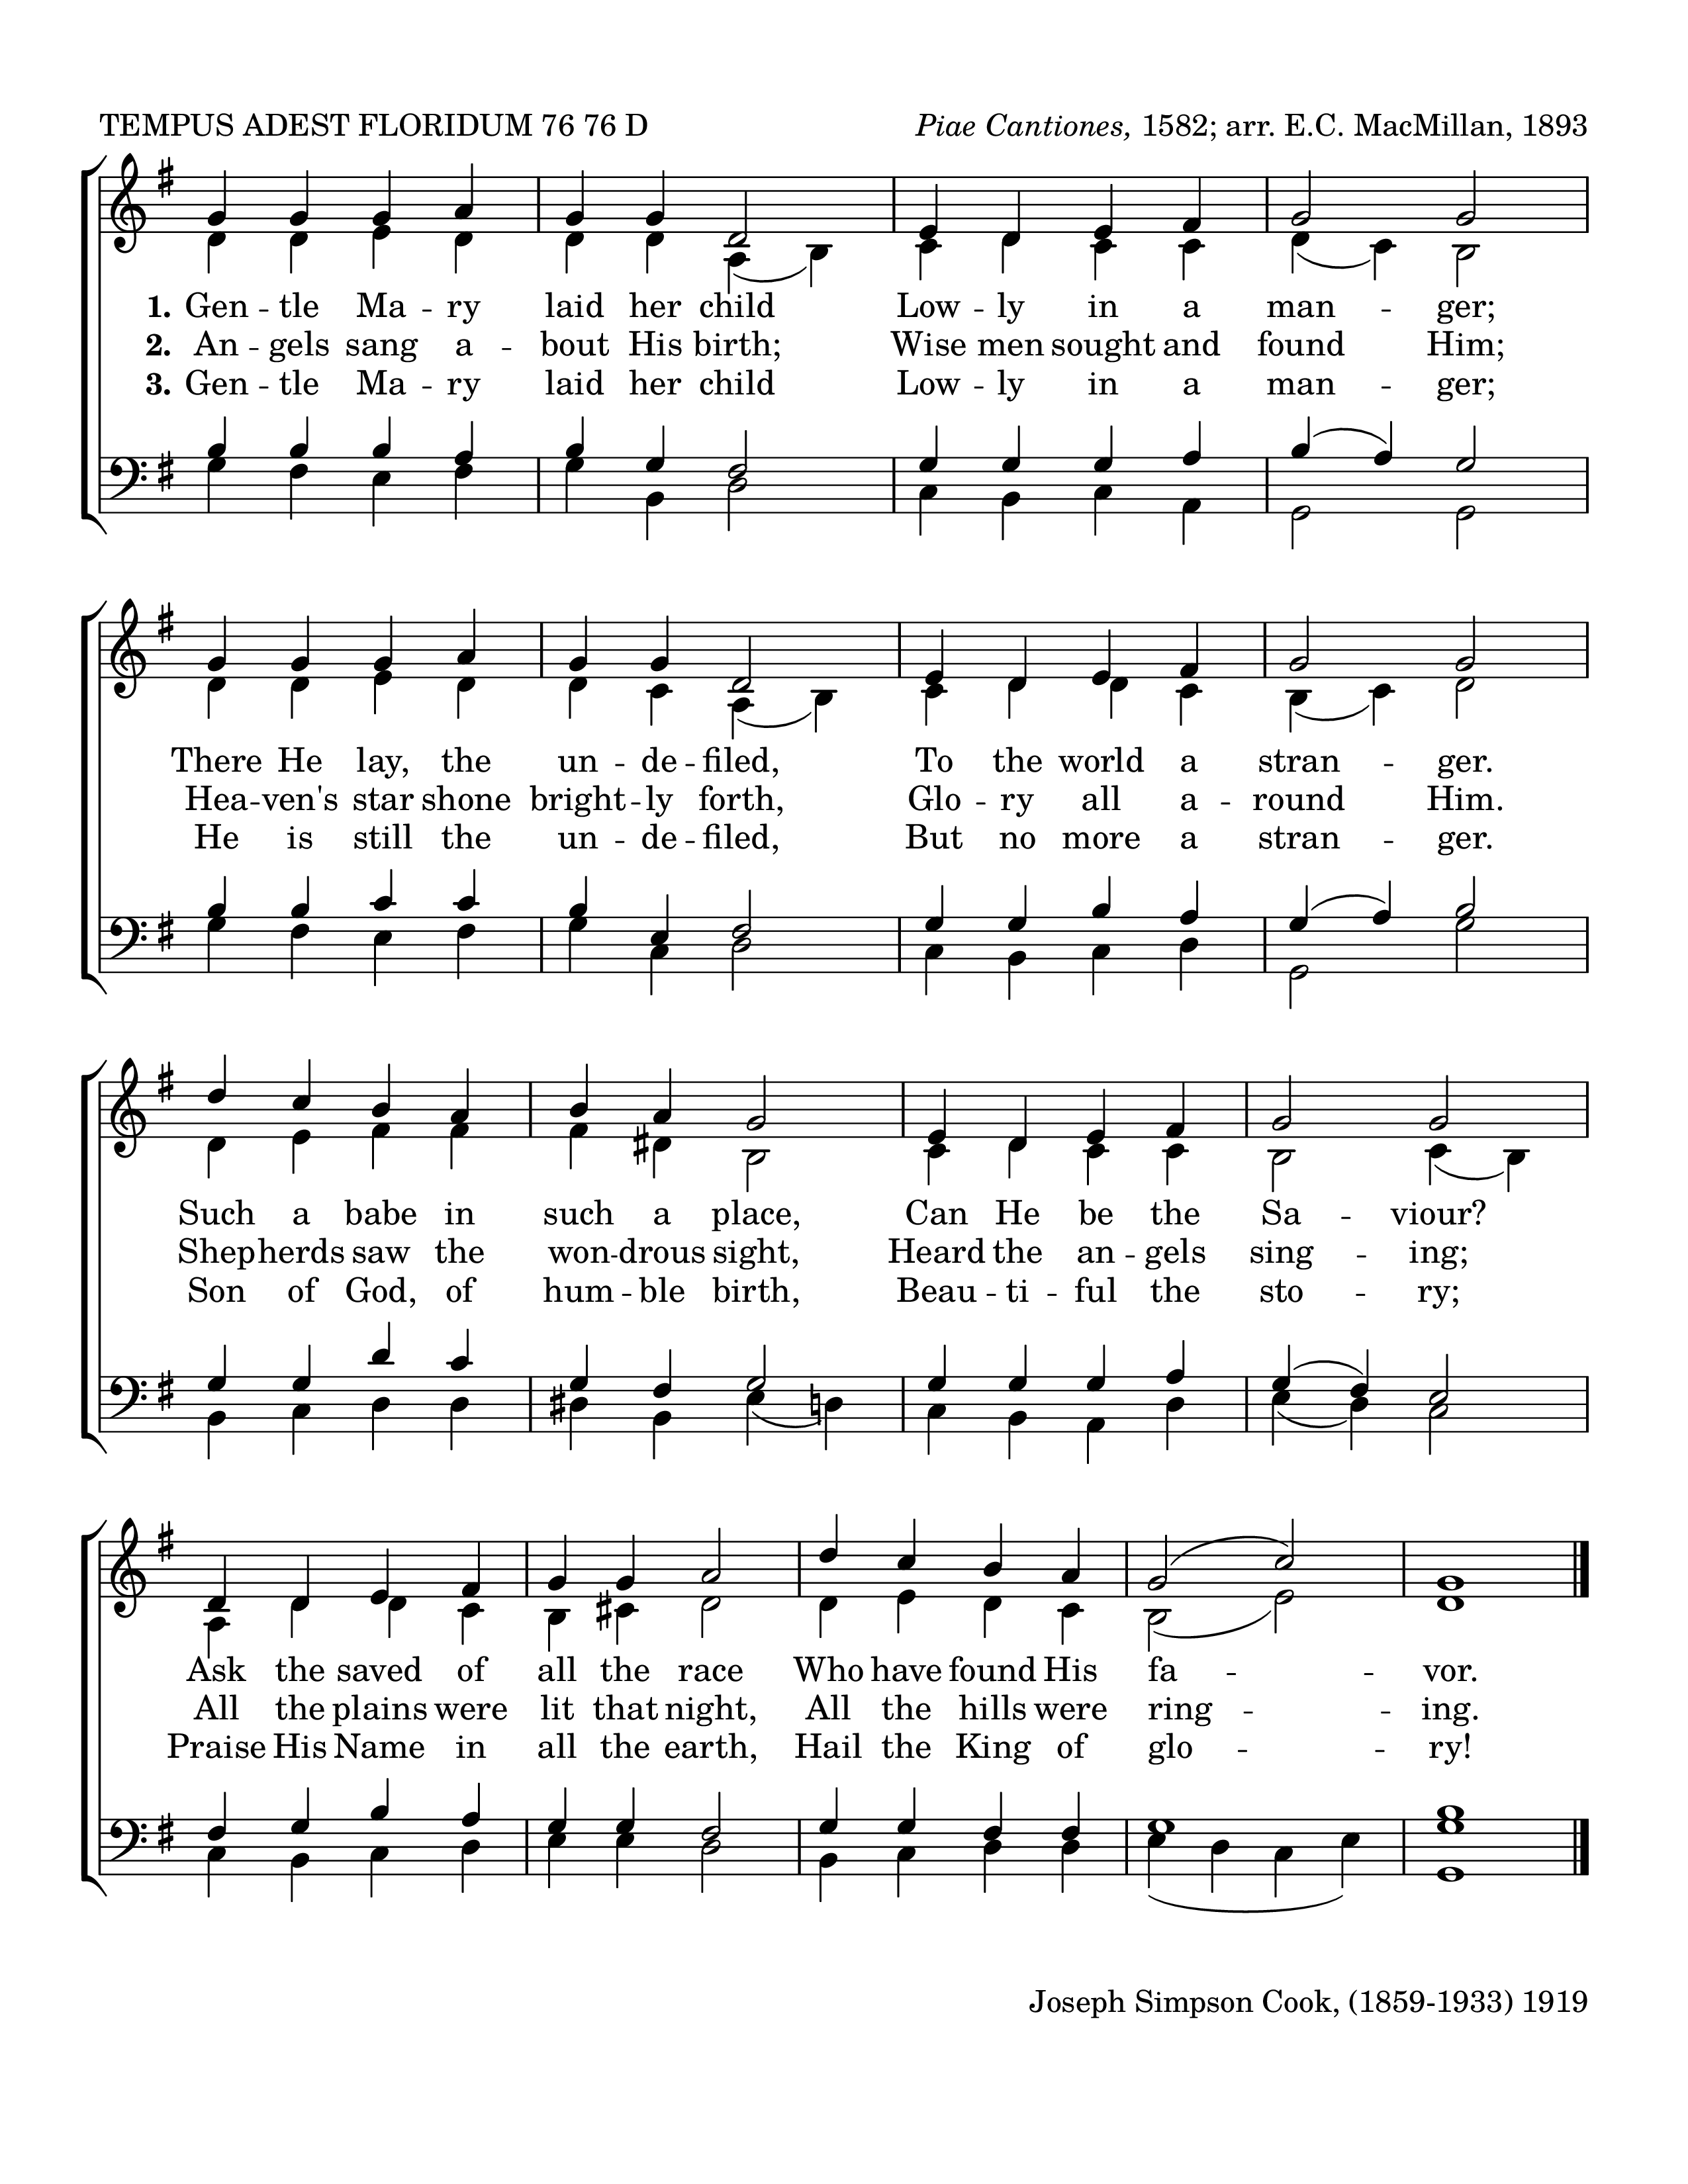 TEMPUS ADEST FLORIDUM 76 76 D Piae Cantiones, 1582; arr. E.C. MacMillan, 1893
1. Gen -- tle Ma -- ry laid her child Low -- ly in a man -- ger;
2. An -- gels sang a -- bout His birth; Wise men sought and found Him;
3. Gen -- tle Ma -- ry laid her child Low -- ly in a man -- ger;
There He lay, the un -- de -- filed, To the world a stran -- ger.
Hea -- ven's star shone bright -- ly forth, Glo -- ry all a -- round Him.
He is still the un -- de -- filed, But no more a stran -- ger.
Such a babe in such a place, Can He be the Sa -- viour?
Shepherds saw the won -- drous sight, Heard the an -- gels sing -- ing;
Son of God, of hum -- ble birth, Beau -- ti -- ful the sto -- ry;
Ask the saved of all the race Who have found His fa -- vor.
All the plains were lit that night, All the hills were ring -- ing.
Praise His Name in all the earth, Hail the King of glo -- ry!
Joseph Simpson Cook, (1859-1933) 1919